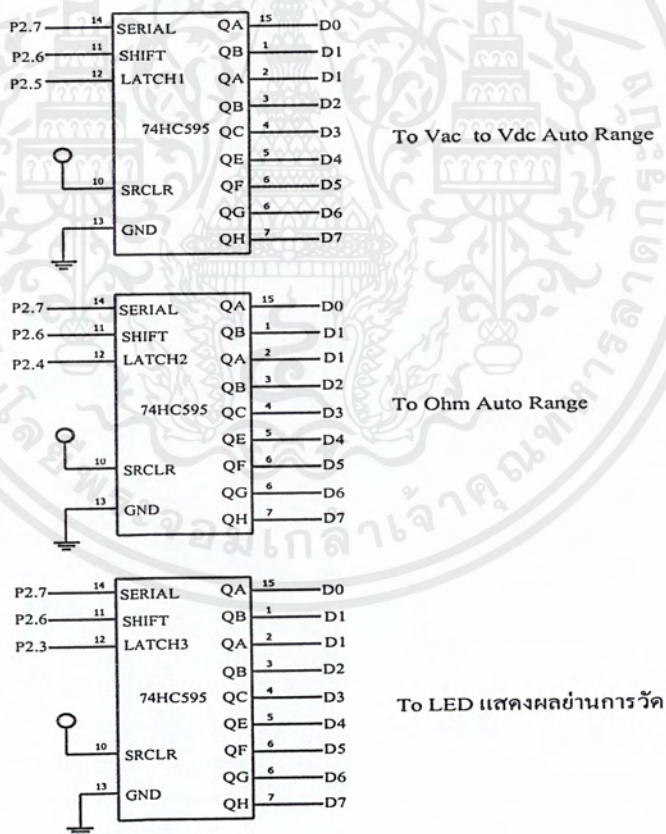 P2.7 14 SERIAL QA 15 D0
P2.6 11 SHIFT QB 1 D1
P2.5 12 LATCH1 QA 2 D1
QB 3 D2
74HC595 QC 4 D3
QE 5 D4
10 SRCLR QF 6 D5
QG 6 D6
13 GND QH 7 D7
To Vac to Vdc Auto Range
P2.7 14 SERIAL QA 15 D0
P2.6 11 SHIFT QB 1 D1
P2.4 12 LATCH2 QA 2 D1
QB 3 D2
74HC595 QC 4 D3
QE 5 D4
10 SRCLR QF 6 D5
QG 6 D6
13 GND QH 7 D7
To Ohm Auto Range
P2.7 14 SERIAL QA 15 D0
P2.6 11 SHIFT QB 1 D1
P2.3 12 LATCH3 QA 2 D1
QB 3 D2
74HC595 QC 4 D3
QE 5 D4
10 SRCLR QF 6 D5
QG 6 D6
13 GND QH 7 D7
To LED แสดงผลย่านการวัด